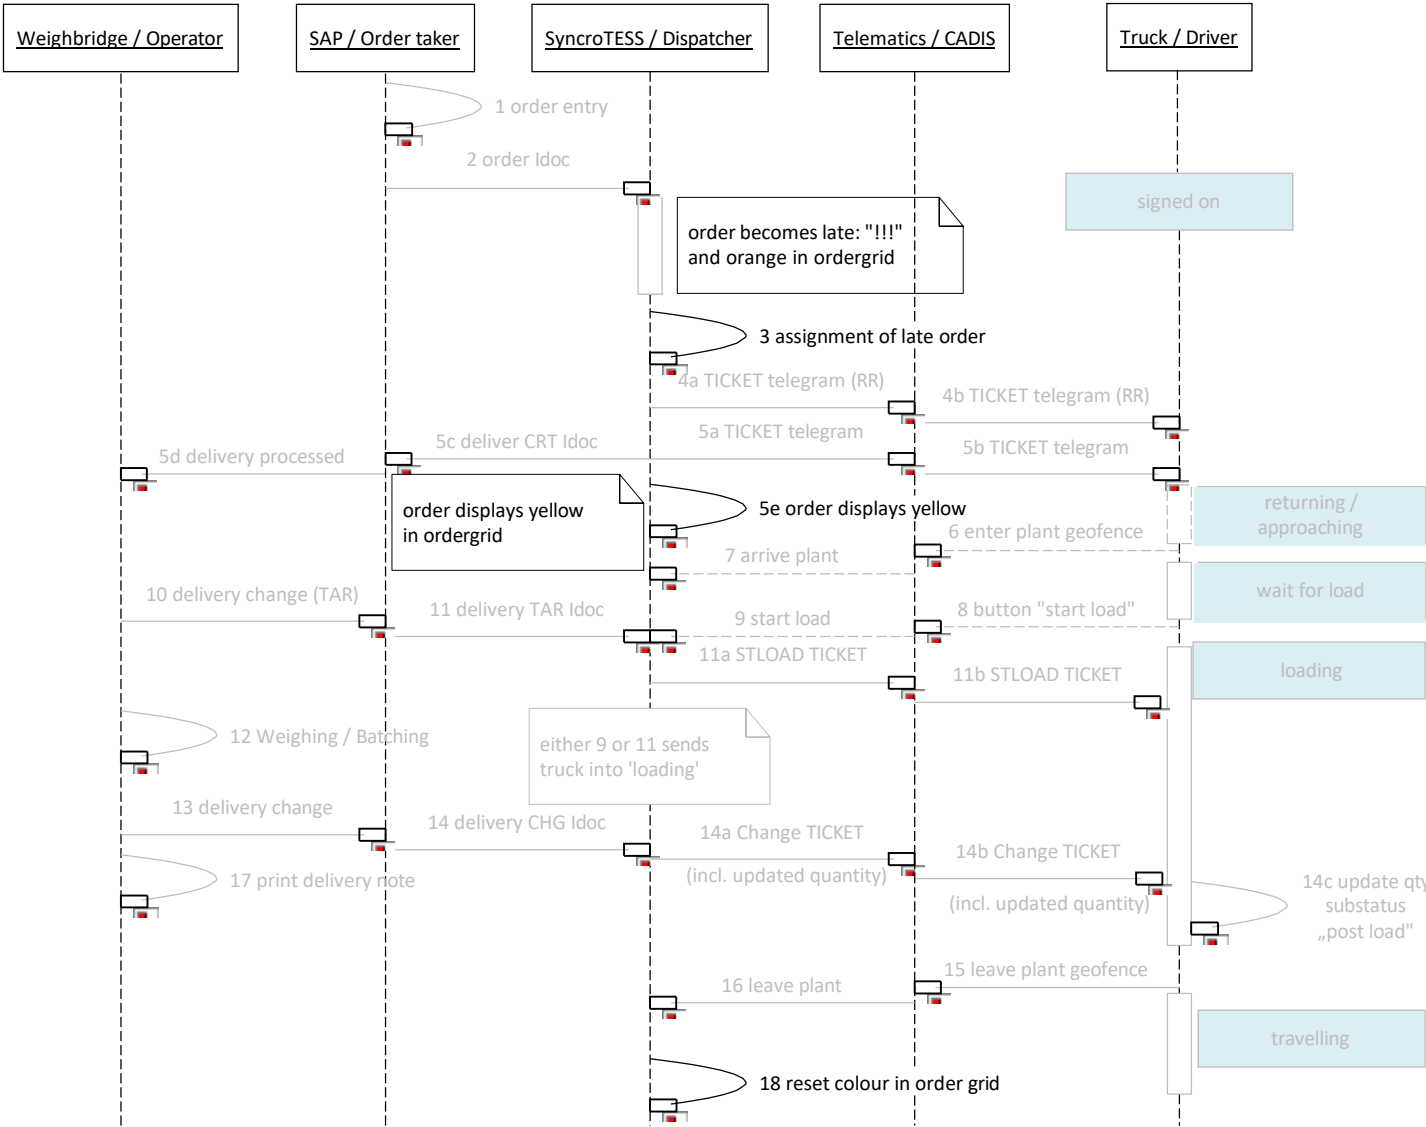 Weighbridge / Operator
SAP / Order taker
SyncroTESS / Dispatcher
Telematics / CADIS
Truck / Driver
1 order entry
2 order Idoc
signed on
order becomes late: "!!!"
and orange in ordergrid
3 assignment of late order
4a TICKET telegram (RR)
4b TICKET telegram (RR)
5a TICKET telegram
5b TICKET telegram
5c deliver CRT Idoc
5d delivery processed
order displays yellow
in ordergrid
5e order displays yellow
returning /
approaching
6 enter plant geofence
7 arrive plant
wait for load
10 delivery change (TAR)
11 delivery TAR Idoc
9 start load
8 button "start load"
11a STLOAD TICKET
11b STLOAD TICKET
loading
12 Weighing / Batching
either 9 or 11 sends
truck into 'loading'
13 delivery change
14 delivery CHG Idoc
14a Change TICKET
(incl. updated quantity)
14b Change TICKET
(incl. updated quantity)
17 print delivery note
14c update qty
substatus
„post load"
15 leave plant geofence
16 leave plant
travelling
18 reset colour in order grid